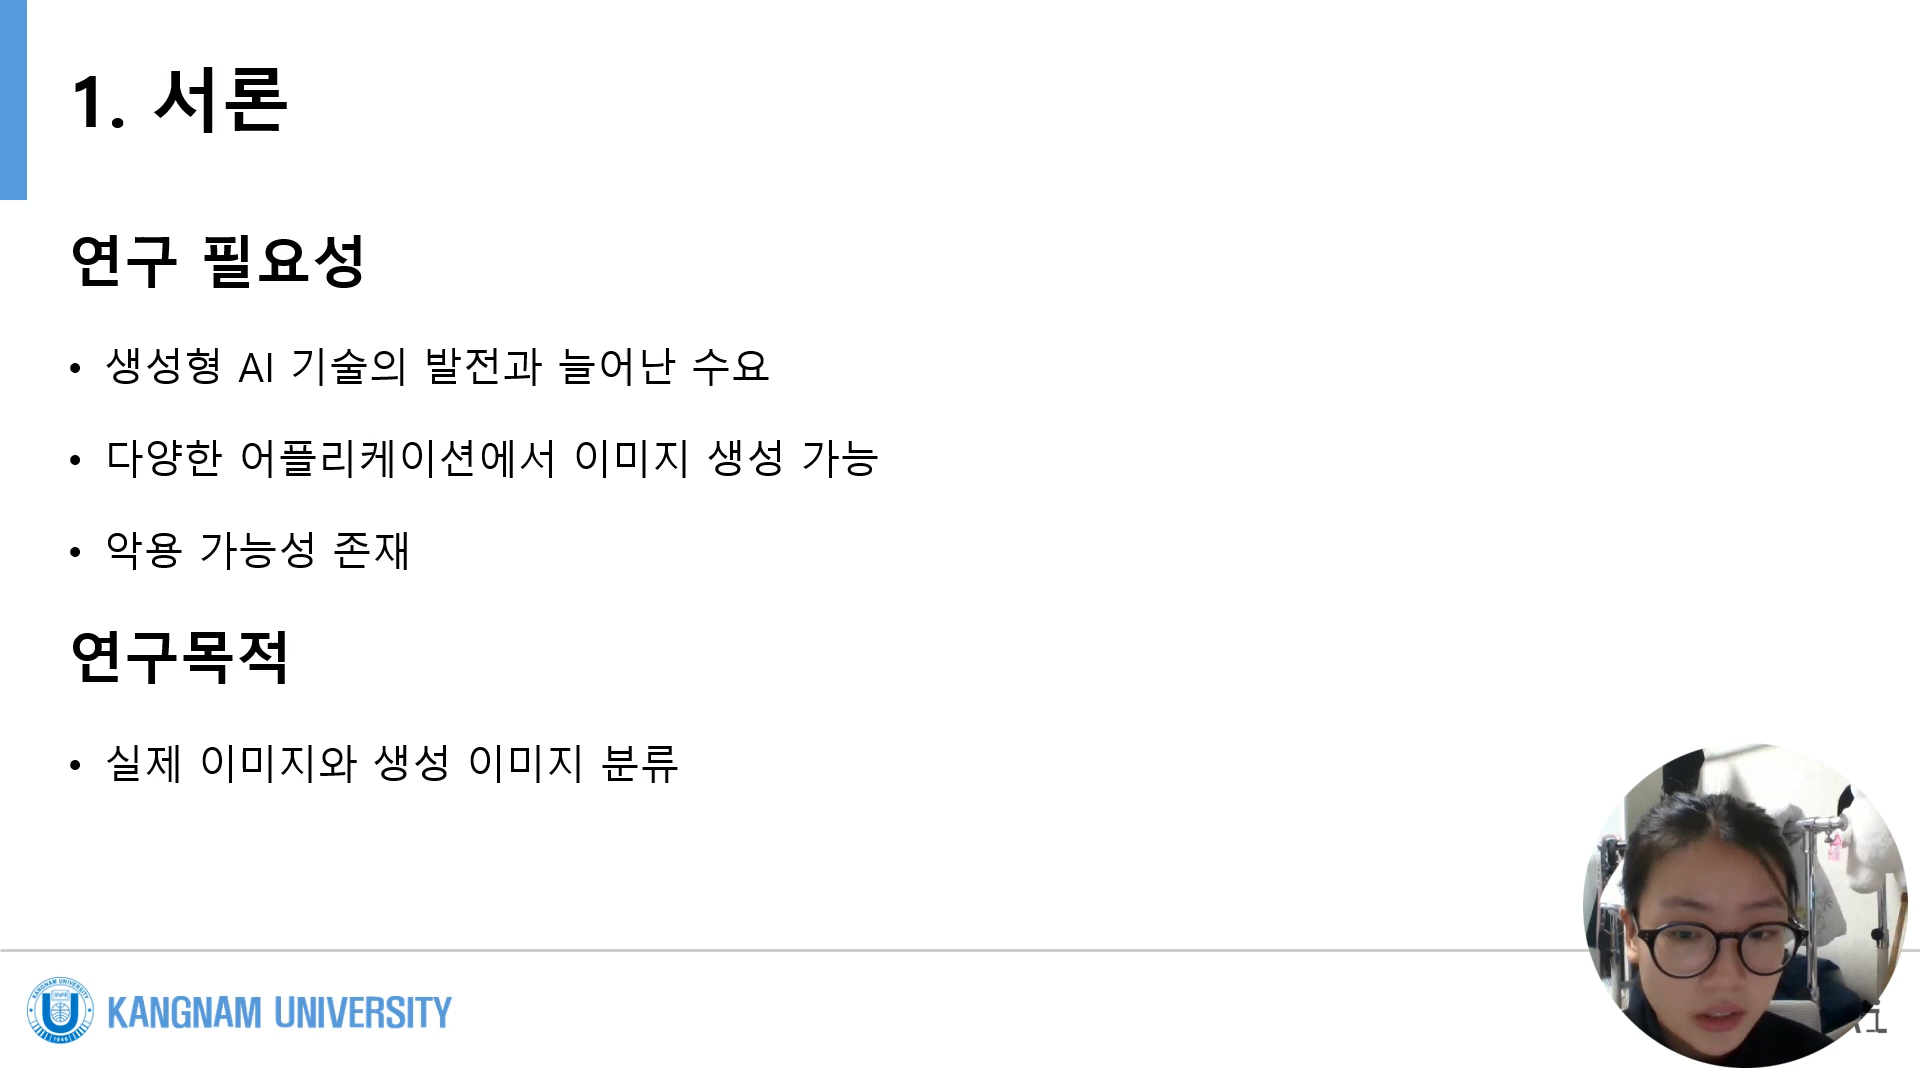 1. 서론
연구 필요성
• 생성형 AI 기술의 발전과 늘어난 수요
• 다양한 어플리케이션에서 이미지 생성 가능
• 악용 가능성 존재
연구목적
• 실제 이미지와 생성 이미지 분류
KANGNAM UNIVERSITY
KANGNAM UNIVERSITY
1946